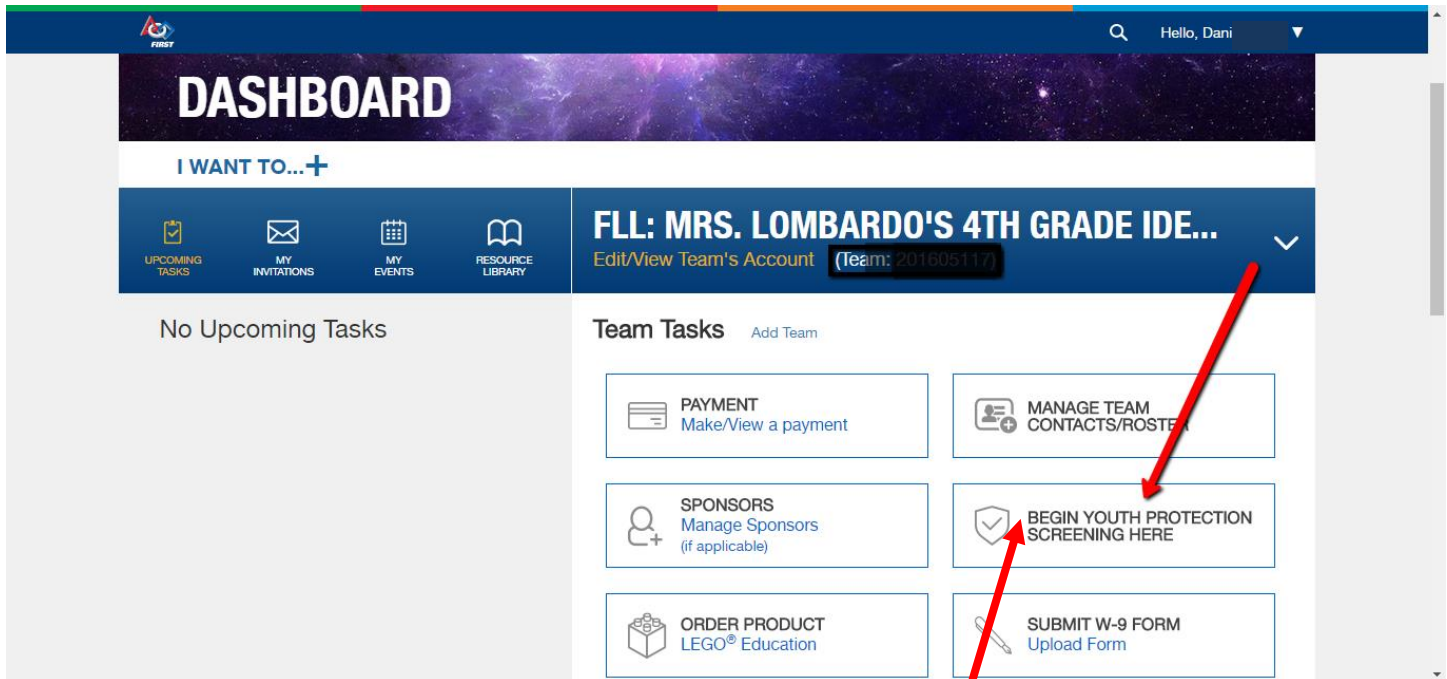 FIRST
Hello, Dani
DASHBOARD
I WANT TO...+
UPCOMING TASKS
MY INVITATIONS
MY EVENTS
RESOURCE LIBRARY
FLL: MRS. LOMBARDO'S 4TH GRADE IDE...
Edit/View Team's Account (Team:
No Upcoming Tasks
Team Tasks Add Team
PAYMENT
Make/View a payment
MANAGE TEAM
CONTACTS/ROSTER
SPONSORS
Manage Sponsors
(if applicable)
BEGIN YOUTH PROTECTION
SCREENING HERE
ORDER PRODUCT
LEGO® Education
SUBMIT W-9 FORM
Upload Form